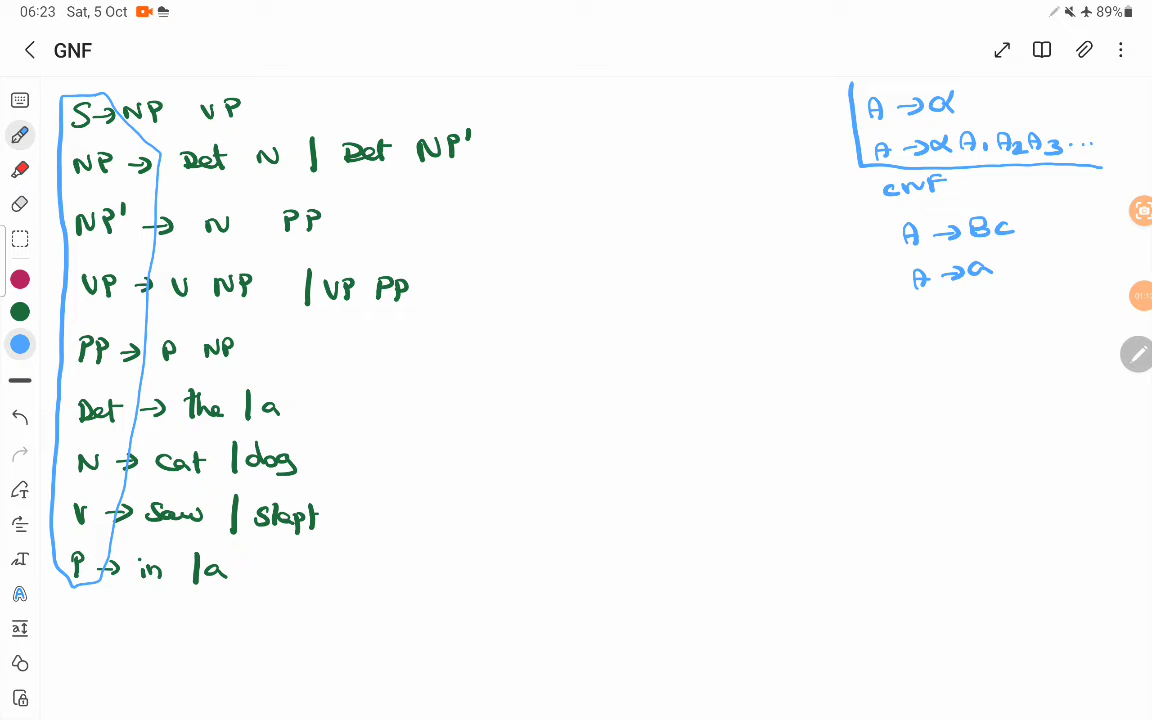 06:23 Sat, 5 Oct 89%
GNF
S → NP VP
NP → Det N | Det NP'
NP' → N PP
VP → V NP | VP PP
PP → P NP
Det → the | a
N → cat | dog
V → saw | slept
P → in | a
A → α
A → α A1 A2 A3 ...
CNF
A → BC
A → a